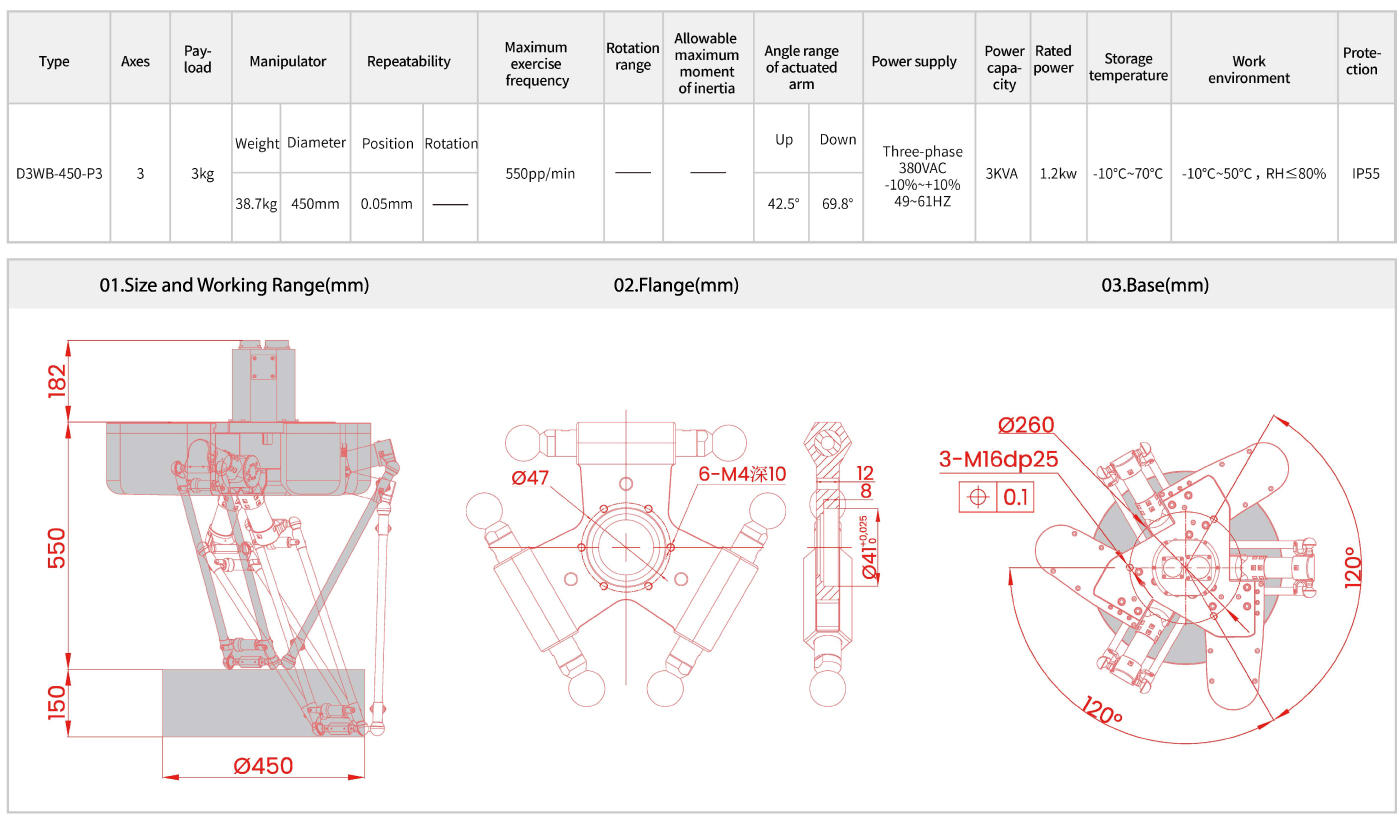 Type
Axes
Pay-
load
Manipulator
Repeatability
Maximum
exercise
frequency
Rotation
range
Allowable
maximum
moment
of inertia
Angle range
of actuated
arm
Power supply
Power
capa-
city
Rated
power
Storage
temperature
Work
environment
Prote-
ction
D3WB-450-P3
3
3kg
Weight
Diameter
38.7kg
450mm
Position
Rotation
0.05mm
——
550pp/min
——
——
Up
Down
42.5°
69.8°
Three-phase
380VAC
-10%~+10%
49~61HZ
3KVA
1.2kw
-10°C~70°C
-10°C~50°C , RH≤80%
IP55
01.Size and Working Range(mm)
02.Flange(mm)
03.Base(mm)
182
550
150
Ø450
Ø47
6-M4深10
12
8
Ø41 +0,025 0
Ø260
3-M16dp25
⌖ 0.1
120°
120°